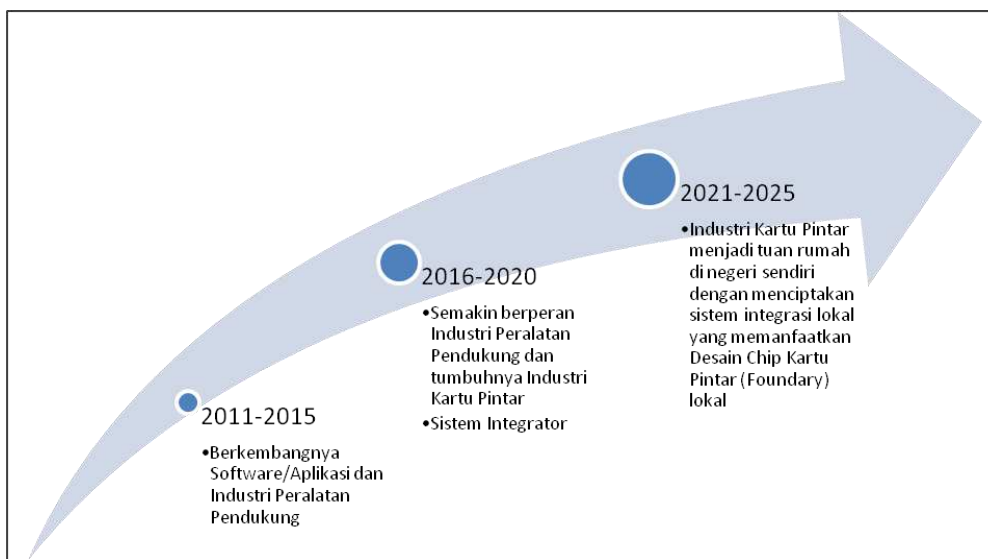 2011-2015
•Berkembangnya
Software/Aplikasi dan
Industri Peralatan
Pendukung
2016-2020
•Semakin berperan
Industri Peralatan
Pendukung dan
tumbuhnya Industri
Kartu Pintar
•Sistem Integrator
2021-2025
•Industri Kartu Pintar
menjadi tuan rumah
di negeri sendiri
dengan menciptakan
sistem integrasi lokal
yang memanfaatkan
Desain Chip Kartu
Pintar (Foundary)
lokal